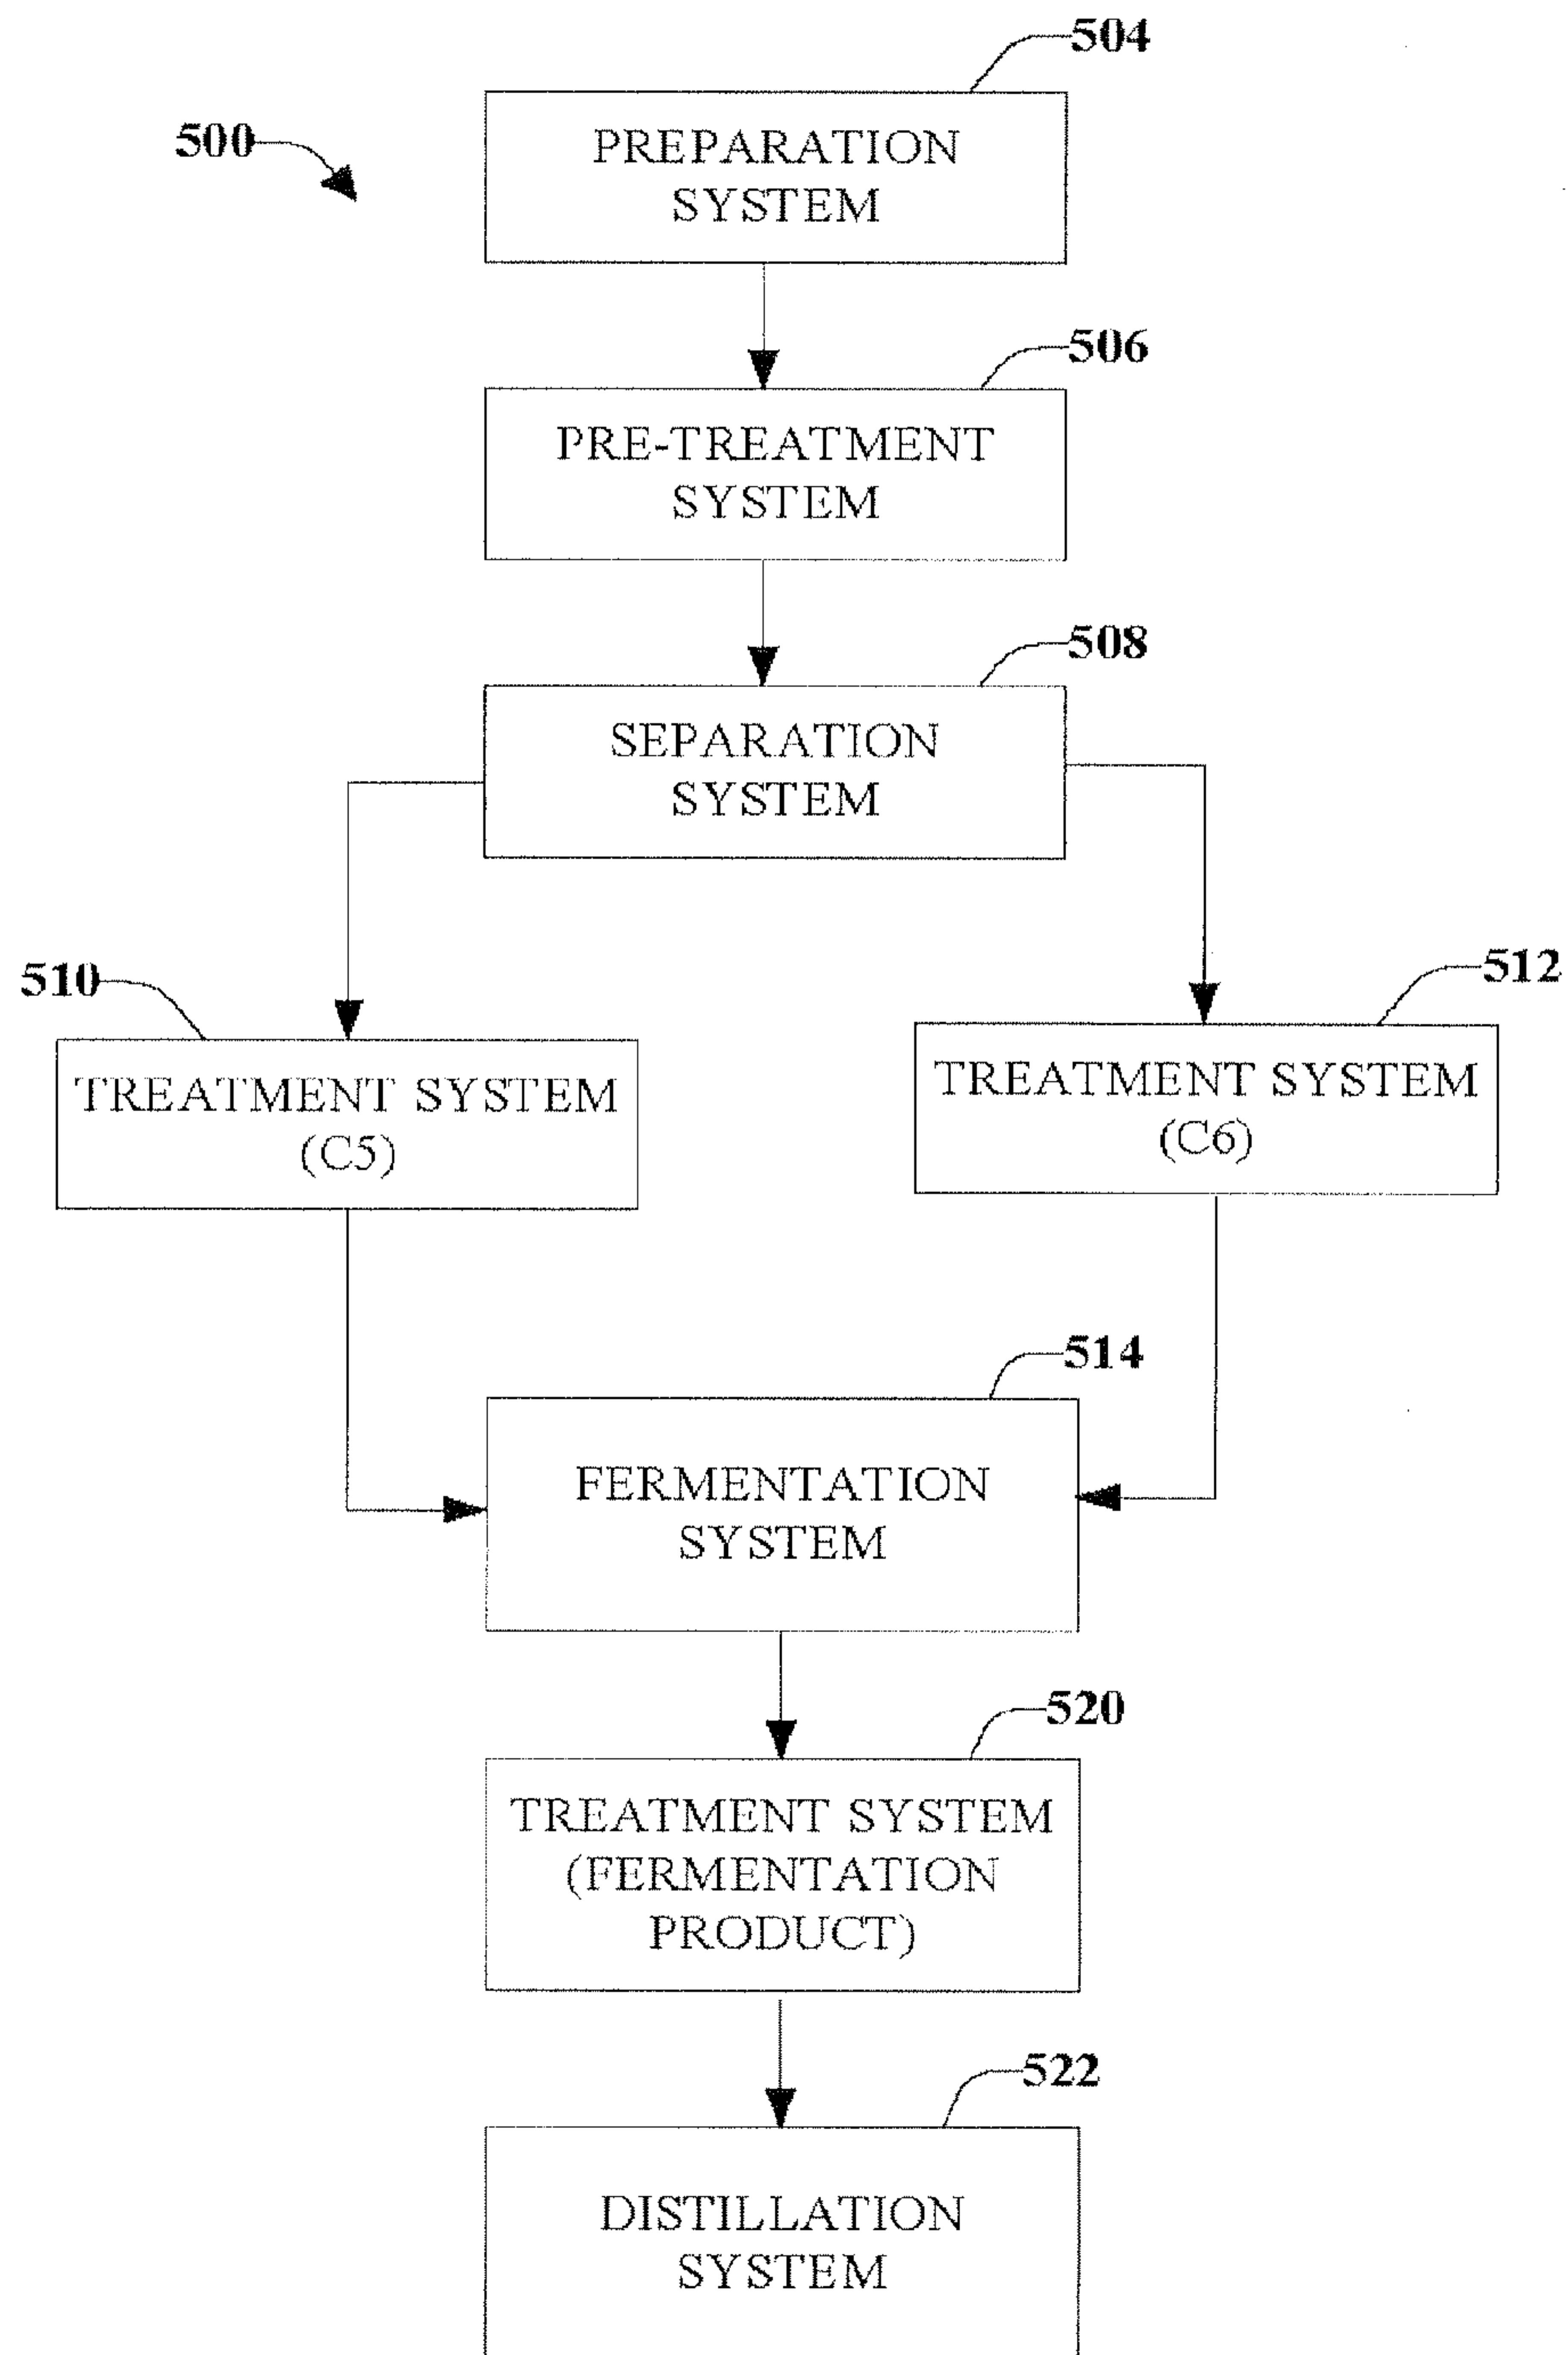 504
500
PREPARATION
SYSTEM
506
PRE-TREATMENT
SYSTEM
508
SEPARATION
SYSTEM
510
512
TREATMENT SYSTEM
(C5)
TREATMENT SYSTEM
(C6)
514
FERMENTATION
SYSTEM
520
TREATMENT SYSTEM
(FERMENTATION
PRODUCT)
522
DISTILLATION
SYSTEM